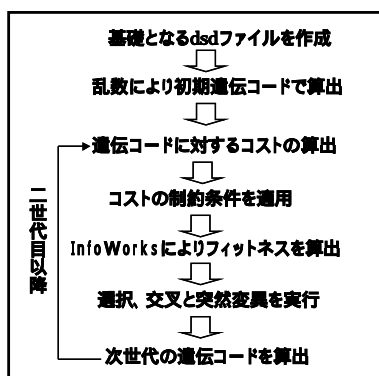 基礎となるdsdファイルを作成
乱数により初期遺伝コードで算出
遺伝コードに対するコストの算出
コストの制約条件を適用
InfoWorksによりフィットネスを算出
選択、交叉と突然変異を実行
次世代の遺伝コードを算出
二世代目以降